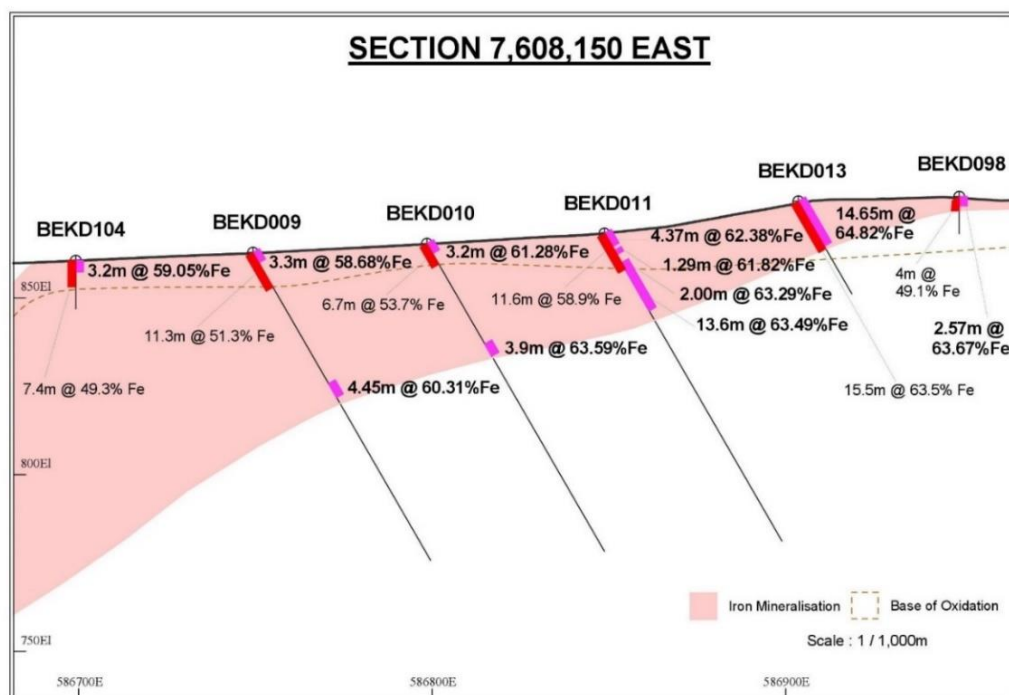 SECTION 7,608,150 EAST
BEKD098
BEKD013
BEKD011
BEKD010
BEKD009
BEKD104
14.65m @
64.82%Fe
4.37m @ 62.38%Fe
3.2m @ 61.28%Fe
3.3m @ 58.68%Fe
3.2m @ 59.05%Fe
1.29m @ 61.82%Fe
4m @
49.1% Fe
2.00m @ 63.29%Fe
850El
6.7m @ 53.7% Fe
11.6m @ 58.9% Fe
13.6m @ 63.49%Fe
2.57m @
63.67%Fe
11.3m @ 51.3% Fe
3.9m @ 63.59%Fe
7.4m @ 49.3% Fe
4.45m @ 60.31%Fe
15.5m @ 63.5% Fe
800El
Iron Mineralisation
Base of Oxidation
Scale : 1 / 1,000m
750El
586700E
586800E
586900E